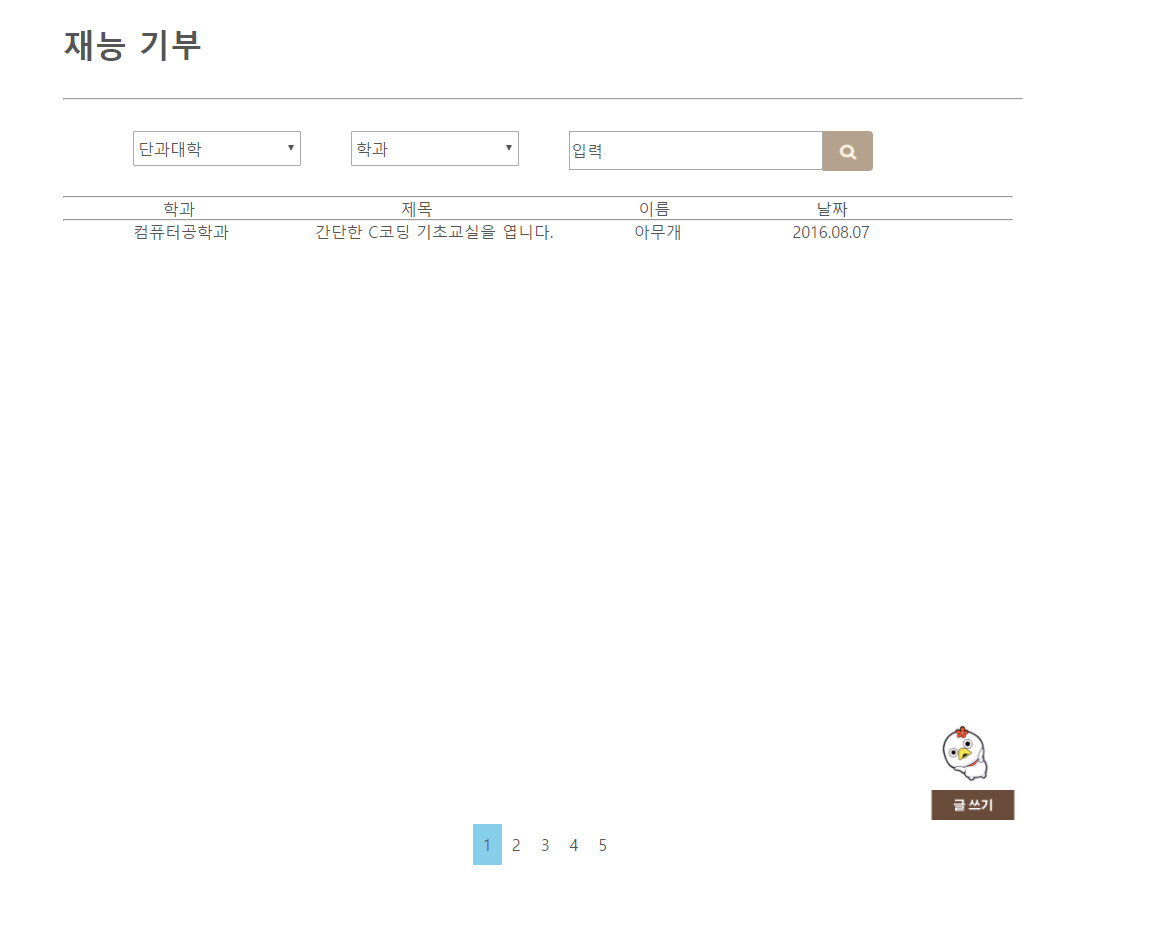 재능 기부
단과대학 학과 입력
학과 제목 이름 날짜
컴퓨터공학과 간단한 C코딩 기초교실을 엽니다. 아무개 2016.08.07
글 쓰기
1 2 3 4 5